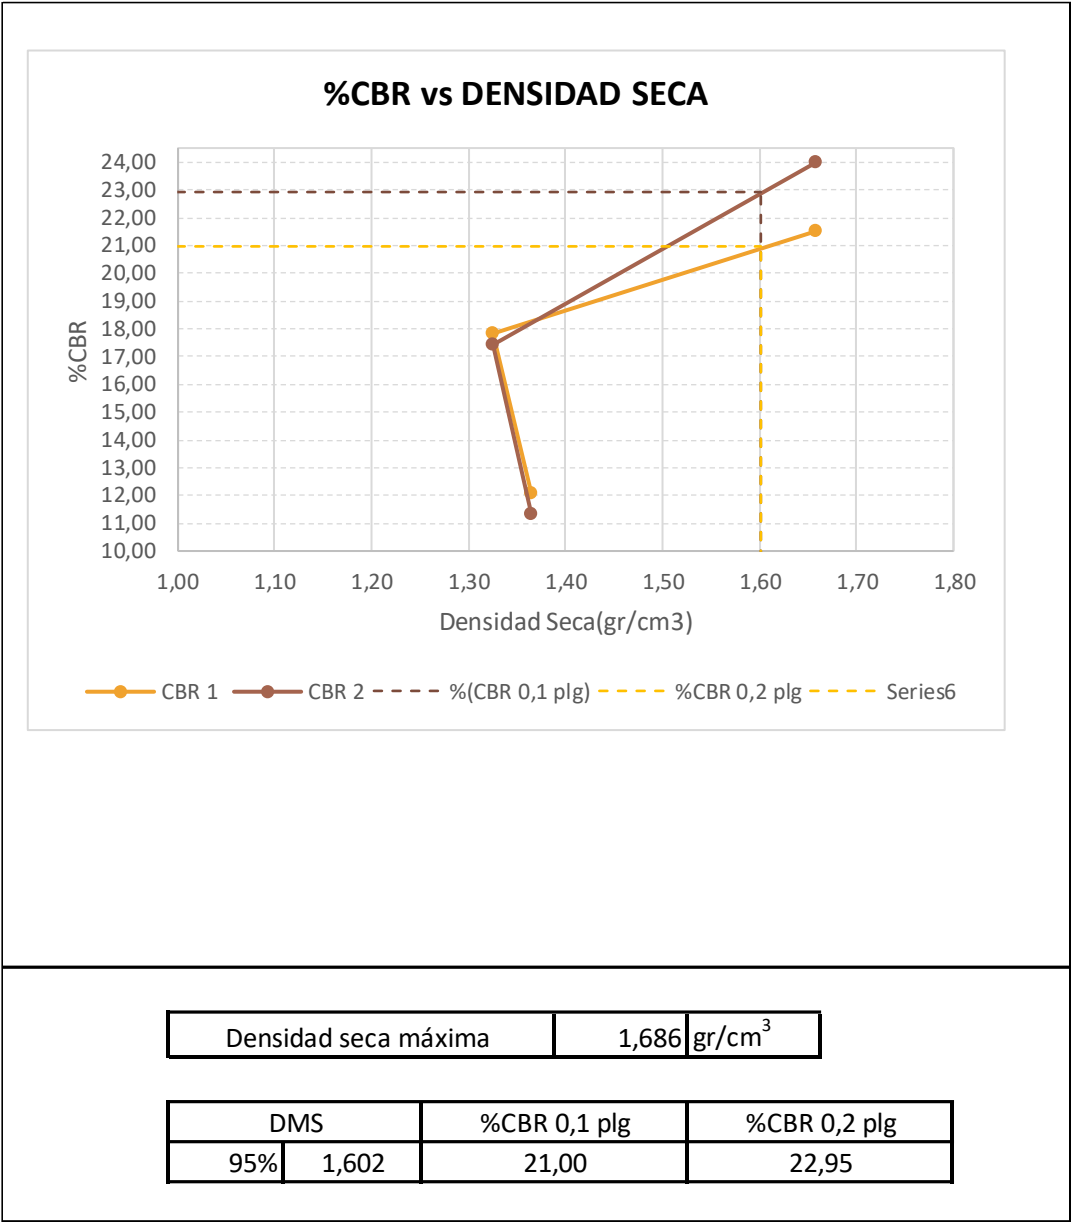 %CBR vs DENSIDAD SECA
24,00
23,00
22,00
21,00
20,00
19,00
18,00
17,00
16,00
15,00
14,00
13,00
12,00
11,00
10,00
%CBR
1,00 1,10 1,20 1,30 1,40 1,50 1,60 1,70 1,80
Densidad Seca(gr/cm3)
CBR 1 CBR 2 %(CBR 0,1 plg) %CBR 0,2 plg Series6
Densidad seca máxima 1,686 gr/cm³
DMS %CBR 0,1 plg %CBR 0,2 plg
95% 1,602 21,00 22,95